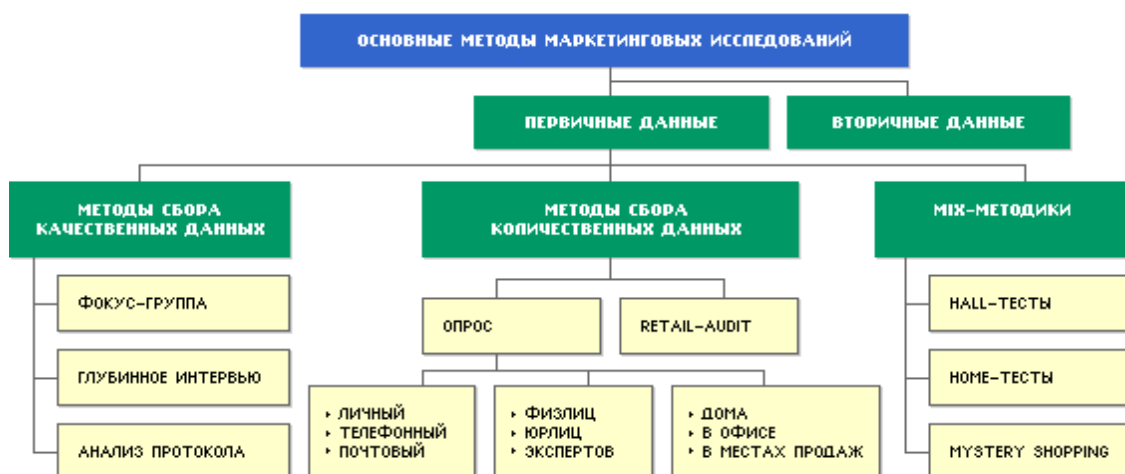 ОСНОВНЫЕ МЕТОДЫ МАРКЕТИНГОВЫХ ИССЛЕДОВАНИЙ
ПЕРВИЧНЫЕ ДАННЫЕ
ВТОРИЧНЫЕ ДАННЫЕ
МЕТОДЫ СБОРА
КАЧЕСТВЕННЫХ ДАННЫХ
МЕТОДЫ СБОРА
КОЛИЧЕСТВЕННЫХ ДАННЫХ
MIX-МЕТОДИКИ
ФОКУС-ГРУППА
ГЛУБИННОЕ ИНТЕРВЬЮ
АНАЛИЗ ПРОТОКОЛА
ОПРОС
RETAIL-AUDIT
ЛИЧНЫЙ
ТЕЛЕФОННЫЙ
ПОЧТОВЫЙ
ФИЗЛИЦ
ЮРЛИЦ
ЭКСПЕРТОВ
ДОМА
В ОФИСЕ
В МЕСТАХ ПРОДАЖ
HALL-ТЕСТЫ
HOME-ТЕСТЫ
MYSTERY SHOPPING